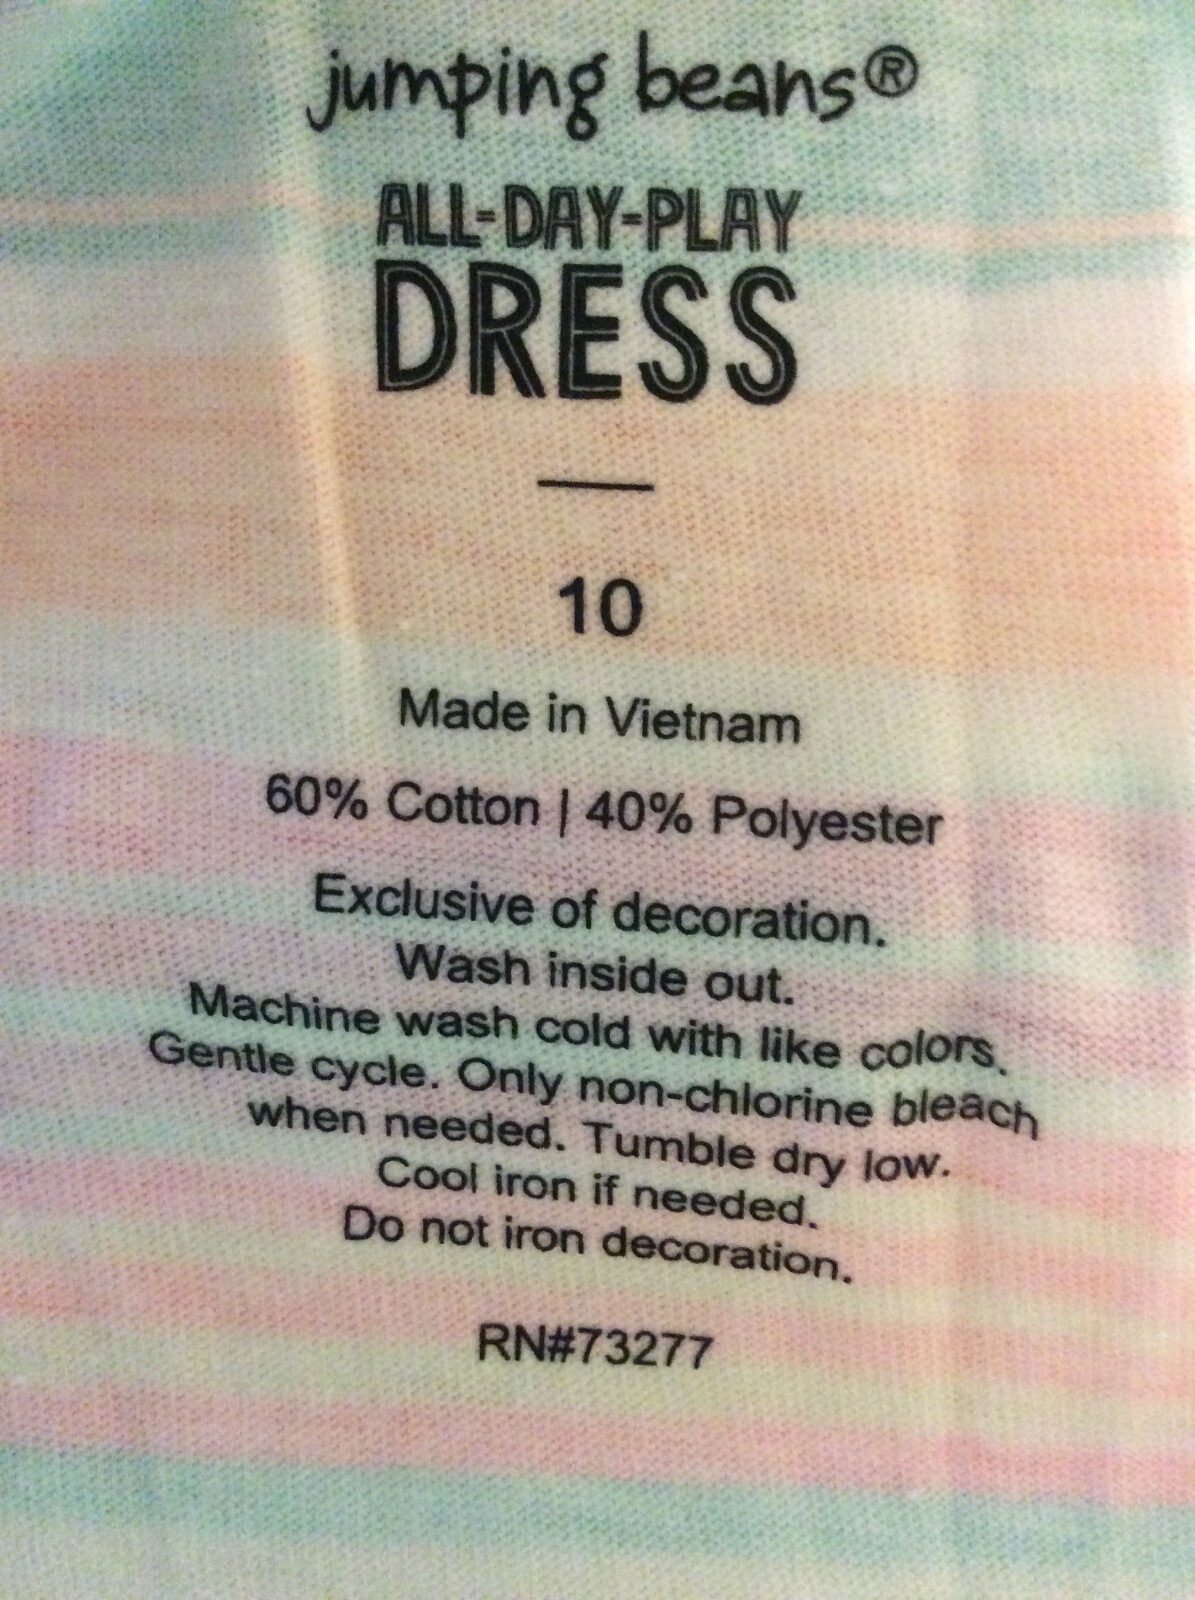 jumping beans®
ALL-DAY-PLAY
DRESS
10
Made in Vietnam
60% Cotton | 40% Polyester
Exclusive of decoration.
Wash inside out.
Machine wash cold with like colors.
Gentle cycle. Only non-chlorine bleach
when needed. Tumble dry low.
Cool iron if needed.
Do not iron decoration.
RN#73277